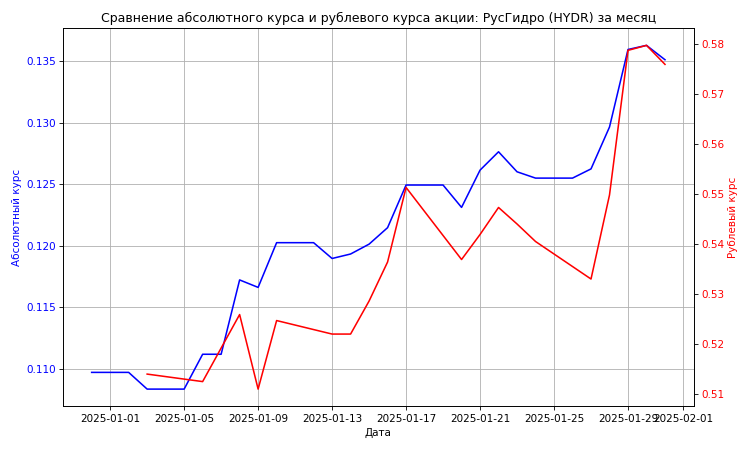 Сравнение абсолютного курса и рублевого курса акции: РусГидро (HYDR) за месяц
Абсолютный курс
0.135
0.130
0.125
0.120
0.115
0.110
0.58
0.57
0.56
0.55
0.54
0.53
0.52
0.51
Рублевый курс
2025-01-01 2025-01-05 2025-01-09 2025-01-13 2025-01-17 2025-01-21 2025-01-25 2025-01-29 2025-02-01
Дата